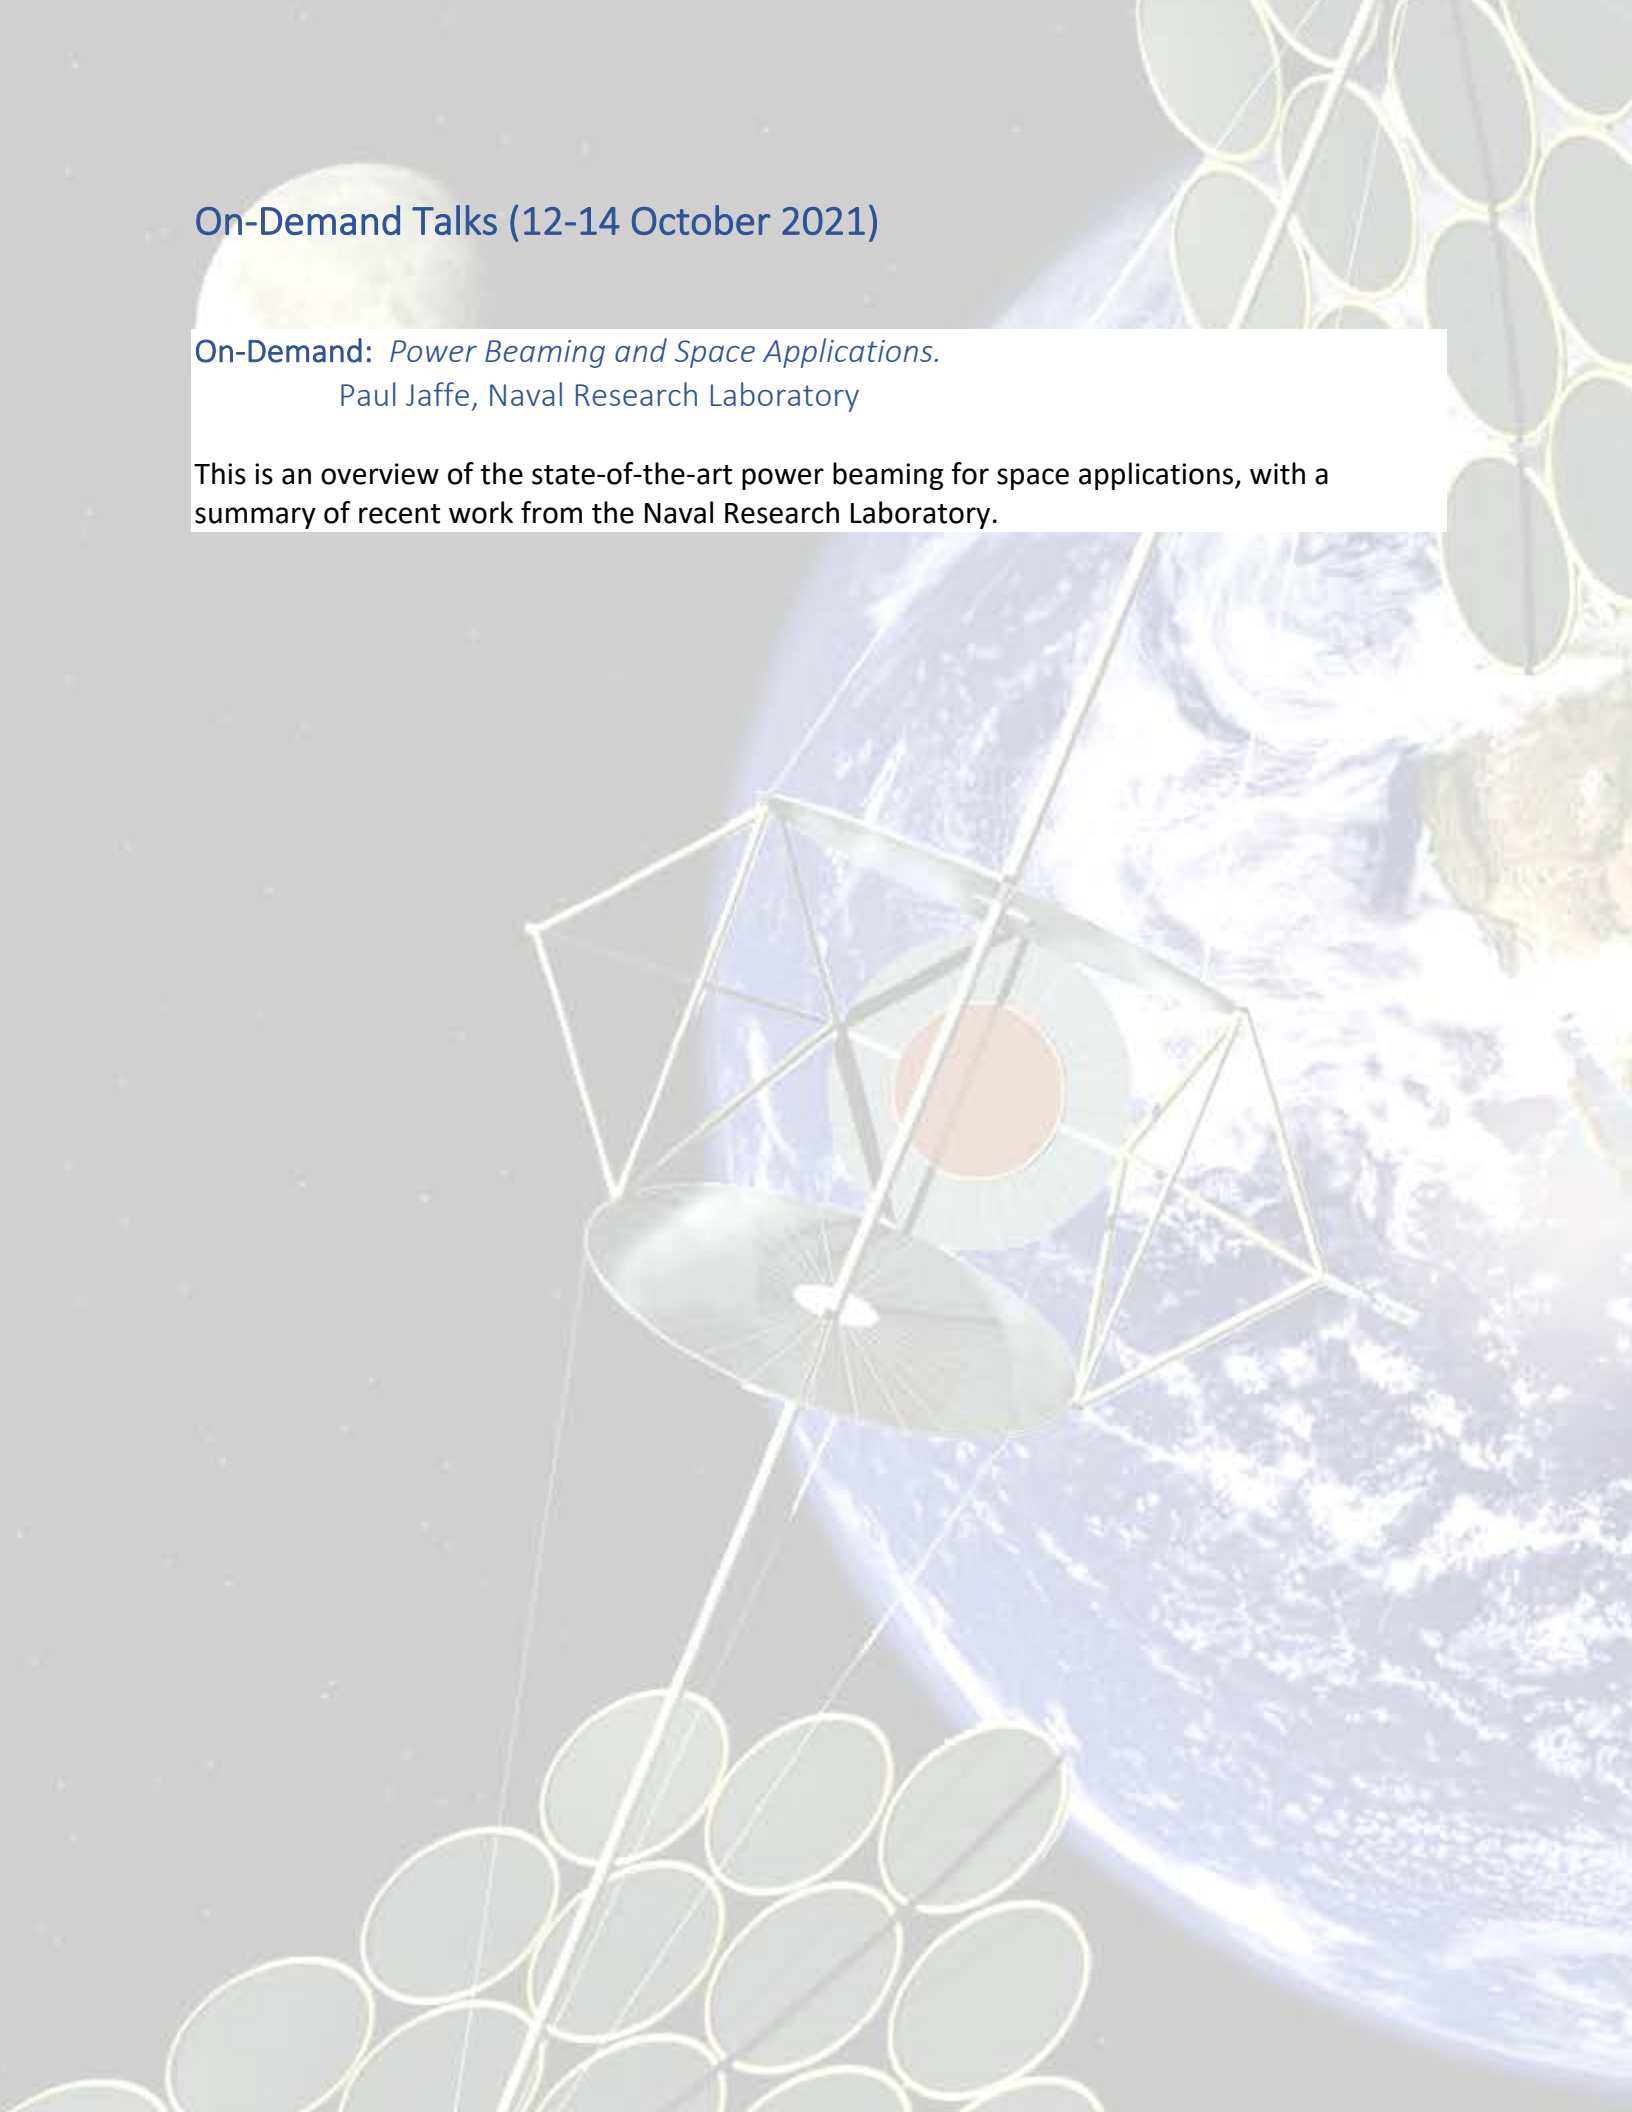 On-Demand Talks (12-14 October 2021)
On-Demand: Power Beaming and Space Applications.
Paul Jaffe, Naval Research Laboratory
This is an overview of the state-of-the-art power beaming for space applications, with a
summary of recent work from the Naval Research Laboratory.